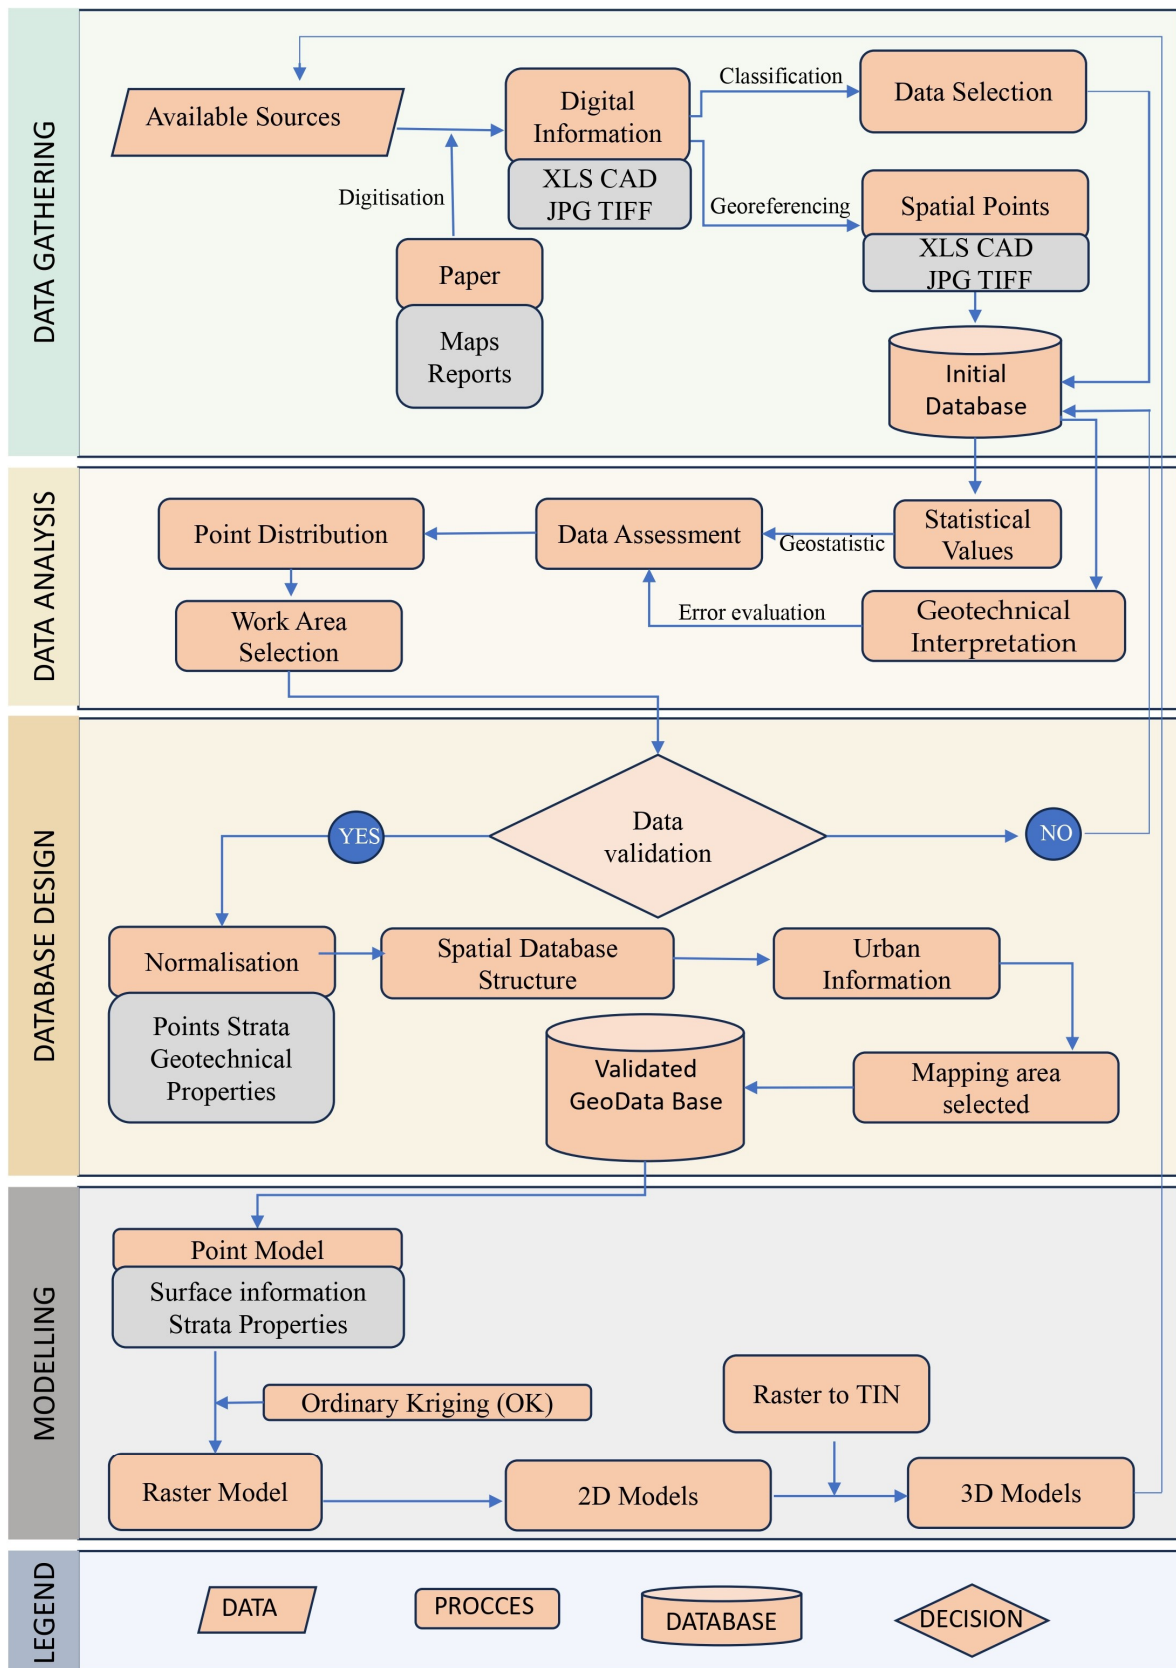 DATA GATHERING
Available Sources
Digitisation
Paper
Maps
Reports
Digital
Information
XLS CAD
JPG TIFF
Classification
Data Selection
Georeferencing
Spatial Points
XLS CAD
JPG TIFF
Initial
Database
DATA ANALYSIS
Point Distribution
Data Assessment
Geostatistic
Statistical
Values
Work Area
Selection
Error evaluation
Geotechnical
Interpretation
DATABASE DESIGN
Data
validation
YES
NO
Normalisation
Points Strata
Geotechnical
Properties
Spatial Database
Structure
Urban
Information
Validated
GeoData Base
Mapping area
selected
MODELLING
Point Model
Surface information
Strata Properties
Ordinary Kriging (OK)
Raster to TIN
Raster Model
2D Models
3D Models
LEGEND
DATA
PROCCES
DATABASE
DECISION